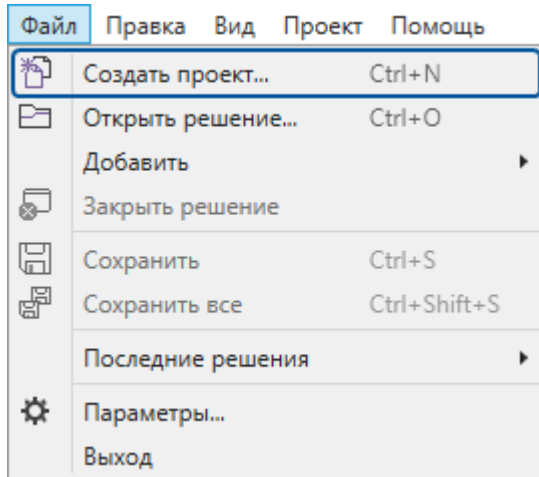 Файл Правка Вид Проект Помощь
Создать проект... Ctrl+N
Открыть решение... Ctrl+O
Добавить
Закрыть решение
Сохранить Ctrl+S
Сохранить все Ctrl+Shift+S
Последние решения
Параметры...
Выход